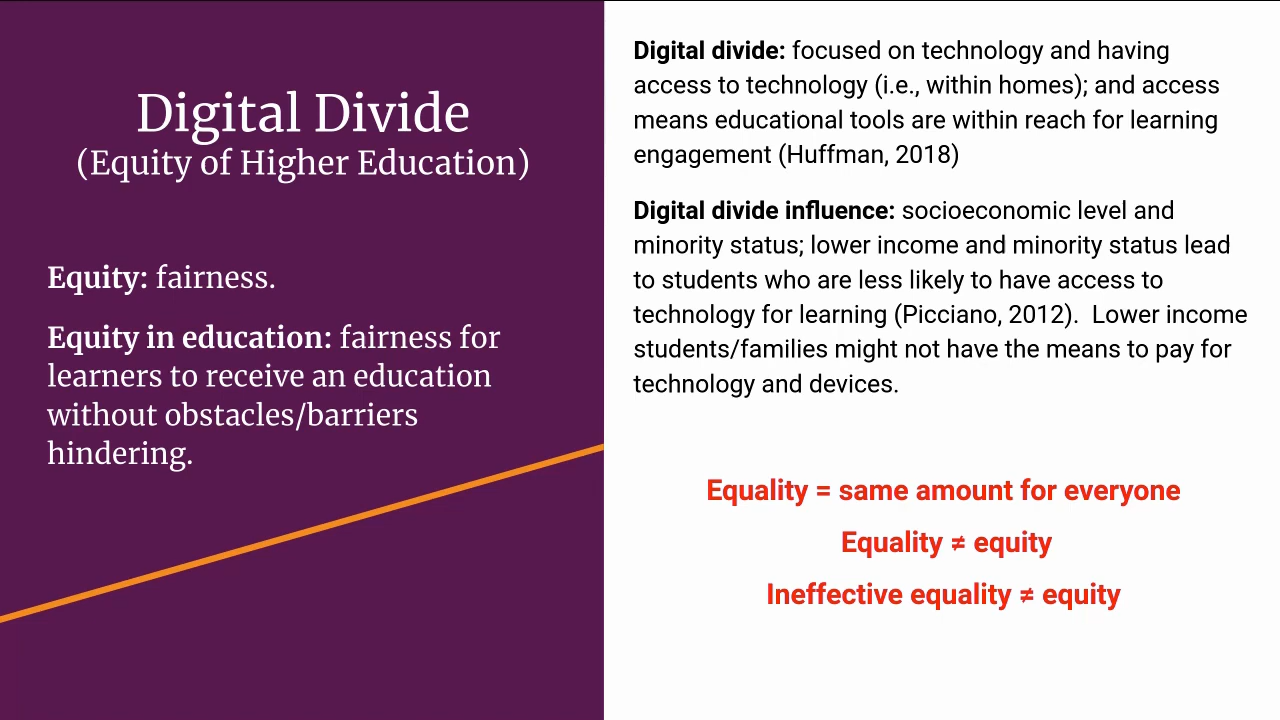 Digital Divide
(Equity of Higher Education)
Equity: fairness.
Equity in education: fairness for
learners to receive an education
without obstacles/barriers
hindering.
Digital divide: focused on technology and having
access to technology (i.e., within homes); and access
means educational tools are within reach for learning
engagement (Huffman, 2018)
Digital divide influence: socioeconomic level and
minority status; lower income and minority status lead
to students who are less likely to have access to
technology for learning (Picciano, 2012).  Lower income
students/families might not have the means to pay for
technology and devices.
Equality = same amount for everyone
Equality ≠ equity
Ineffective equality ≠ equity